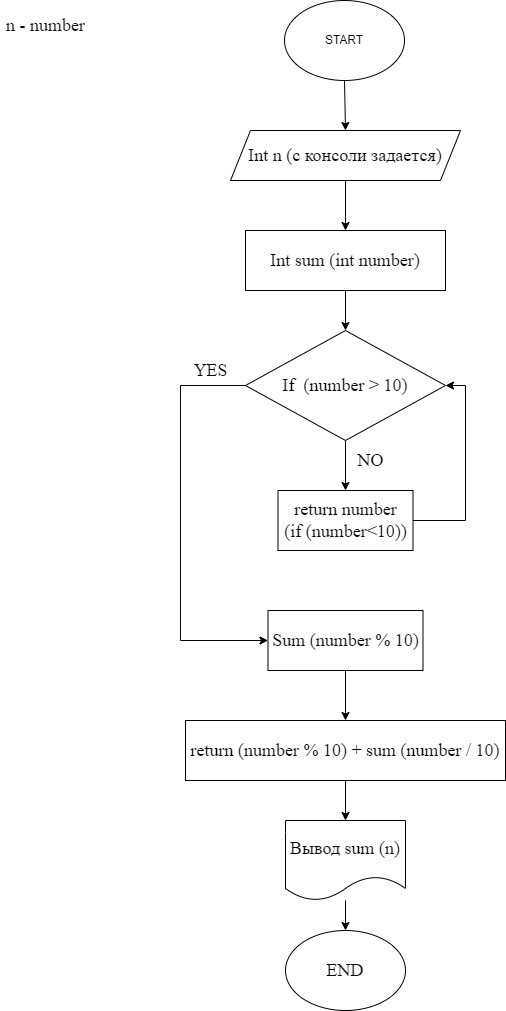 n - number
START
Int n (с консоли задается)
Int sum (int number)
YES
If (number > 10)
NO
return number
(if (number<10))
Sum (number % 10)
return (number % 10) + sum (number / 10)
Вывод sum (n)
END